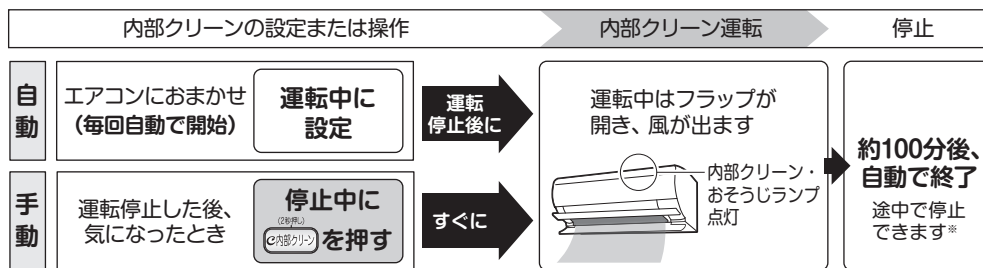 内部クリーンの設定または操作
内部クリーン運転
停止
自動
エアコンにおまかせ
(毎回自動で開始)
運転中に
設定
運転
停止後に
手動
運転停止した後、
気になったとき
停止中に
(2秒押し)
内部クリーン を押す
すぐに
運転中はフラップが
開き、風が出ます
内部クリーン・
おそうじランプ
点灯
約100分後、
自動で終了
途中で停止
できます※